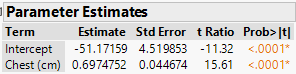 Parameter Estimates
Term Estimate Std Error t Ratio Prob>|t|
Intercept -51.17159 4.519853 -11.32 <.0001*
Chest (cm) 0.6974752 0.044674 15.61 <.0001*